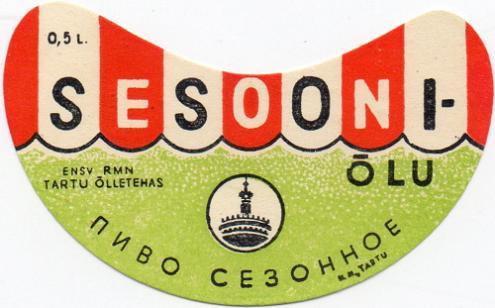 0,5 L.
SESOONI-
ÕLU
ENSV RMN
TARTU ÕLLETEHAS
ПИВО СЕЗОННОЕ